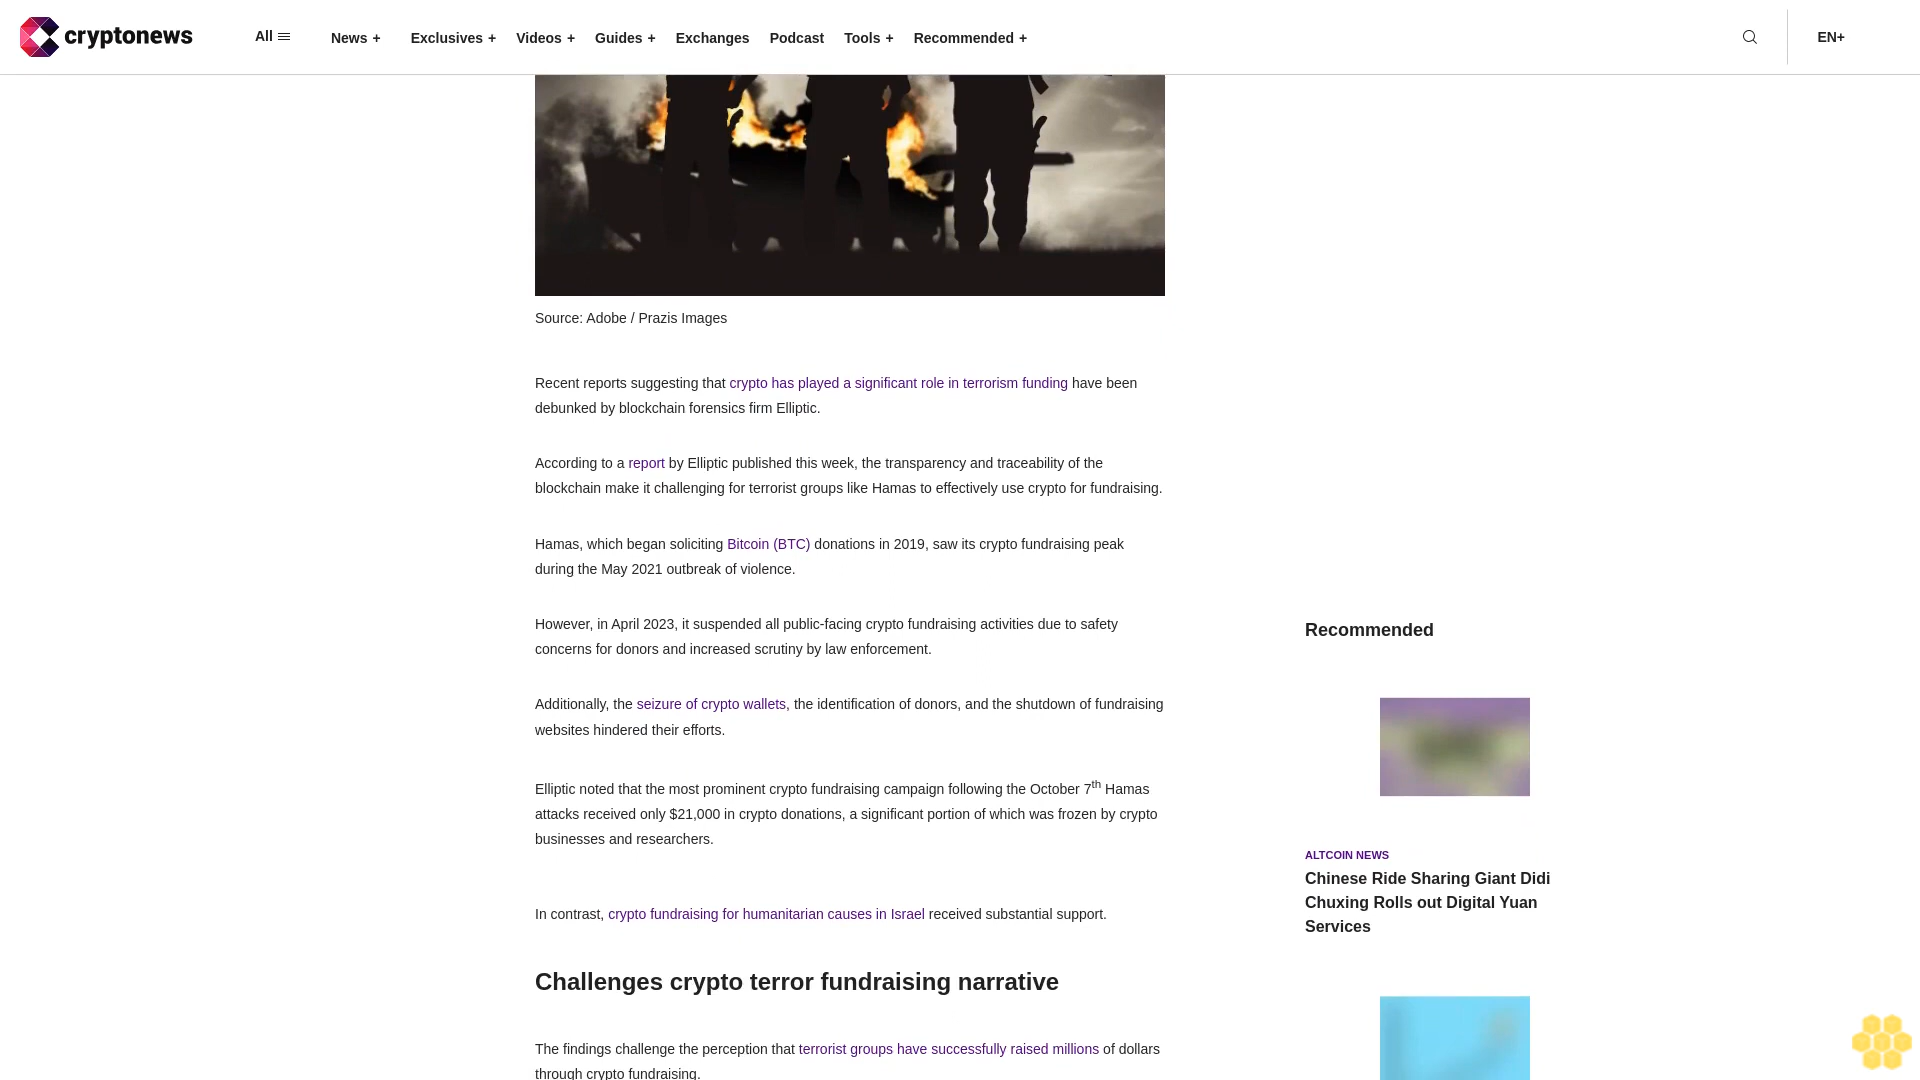 cryptonews
All
News +
Exclusives +
Videos +
Guides +
Exchanges
Podcast
Tools +
Recommended +
EN+
Source: Adobe / Prazis Images
Recent reports suggesting that crypto has played a significant role in terrorism funding have been
debunked by blockchain forensics firm Elliptic.
According to a report by Elliptic published this week, the transparency and traceability of the
blockchain make it challenging for terrorist groups like Hamas to effectively use crypto for fundraising.
Hamas, which began soliciting Bitcoin (BTC) donations in 2019, saw its crypto fundraising peak
during the May 2021 outbreak of violence.
However, in April 2023, it suspended all public-facing crypto fundraising activities due to safety
concerns for donors and increased scrutiny by law enforcement.
Additionally, the seizure of crypto wallets, the identification of donors, and the shutdown of fundraising
websites hindered their efforts.
Elliptic noted that the most prominent crypto fundraising campaign following the October 7th Hamas
attacks received only $21,000 in crypto donations, a significant portion of which was frozen by crypto
businesses and researchers.
In contrast, crypto fundraising for humanitarian causes in Israel received substantial support.
Challenges crypto terror fundraising narrative
The findings challenge the perception that terrorist groups have successfully raised millions of dollars
through crypto fundraising.
Recommended
ALTCOIN NEWS
Chinese Ride Sharing Giant Didi
Chuxing Rolls out Digital Yuan
Services